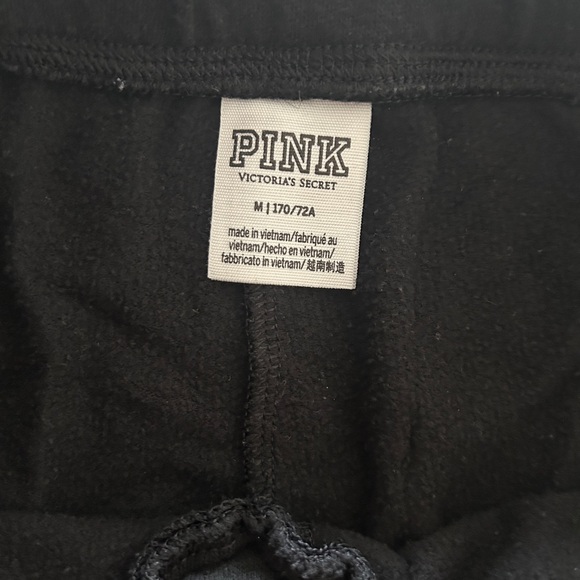 PINK
VICTORIA'S SECRET
M | 170/72A
made in vietnam/fabriqué au
vietnam/hecho en vietnam/
fabbricato in vietnam/越南制造